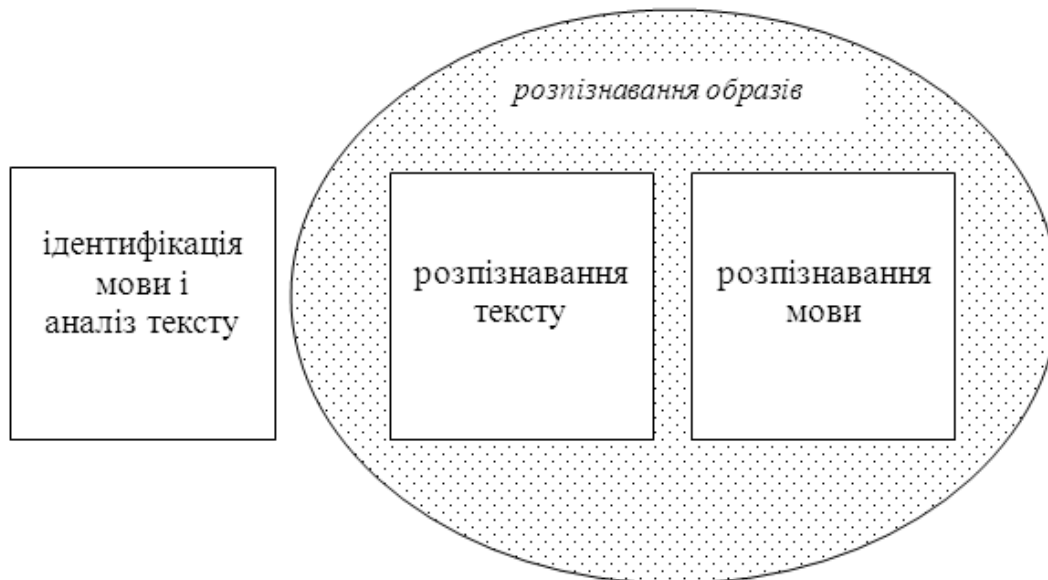 розпізнавання образів
ідентифікація
мови і
аналіз тексту
розпізнавання
тексту
розпізнавання
мови